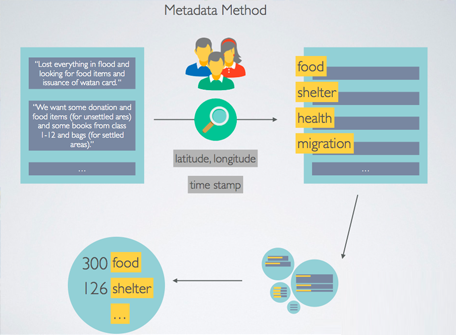 Metadata Method
"Lost everything in flood and
looking for food items and
issuance of watan card."
"We want some donation and
food items (for unsettled ares)
and some books from class
1-12 and bags (for settled
areas)."
...
latitude, longitude
time stamp
food
shelter
health
migration
...
300 food
126 shelter
...